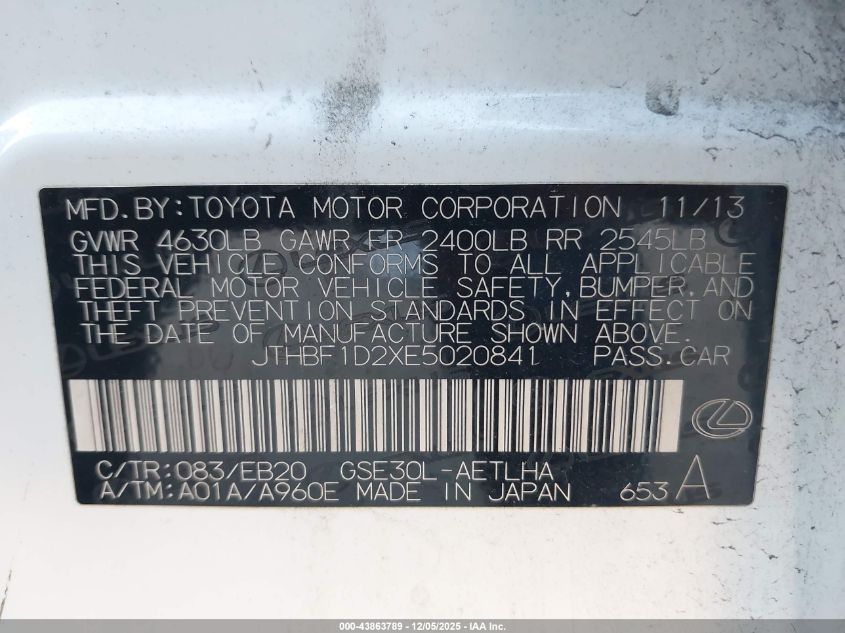 MFD.BY:TOYOTA MOTOR CORPORATION 11/13
GVWR 4630LB GAWR FR 2400LB RR 2545LB
THIS VEHICLE CONFORMS TO ALL APPLICABLE
FEDERAL MOTOR VEHICLE SAFETY,BUMPER,AND
THEFT PREVENTION STANDARDS IN EFFECT ON
THE DATE OF MANUFACTURE SHOWN ABOVE.
JTHBF1D2XE5020841 PASS.CAR
C/TR:083/EB20 GSE30L-AETLHA
A/TM:A01A/A960E MADE IN JAPAN 653 A
000-43863789 - 12/05/2025 - IAA Inc.